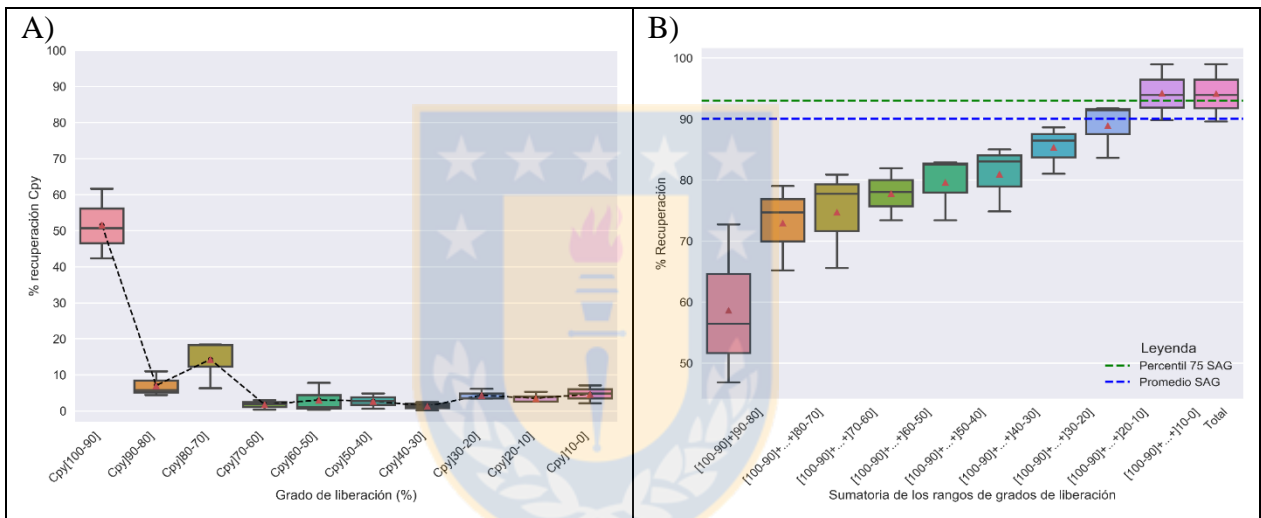 A)
100
90
80
70
60
50
40
30
20
10
0
% recuperación Cpy
Cpy[100-90]
Cpy]90-80]
Cpy]80-70]
Cpy]70-60]
Cpy]60-50]
Cpy]50-40]
Cpy]40-30]
Cpy]30-20]
Cpy]20-10]
Cpy]10-0]
Grado de liberación (%)
B)
100
90
80
70
60
50
% Recuperación
Leyenda
Percentil 75 SAG
Promedio SAG
[100-90]+]90-80]
[100-90]+...+]80-70]
[100-90]+...+]70-60]
[100-90]+...+]60-50]
[100-90]+...+]50-40]
[100-90]+...+]40-30]
[100-90]+...+]30-20]
[100-90]+...+]20-10]
[100-90]+...+]10-0]
Total
Sumatoria de los rangos de grados de liberación